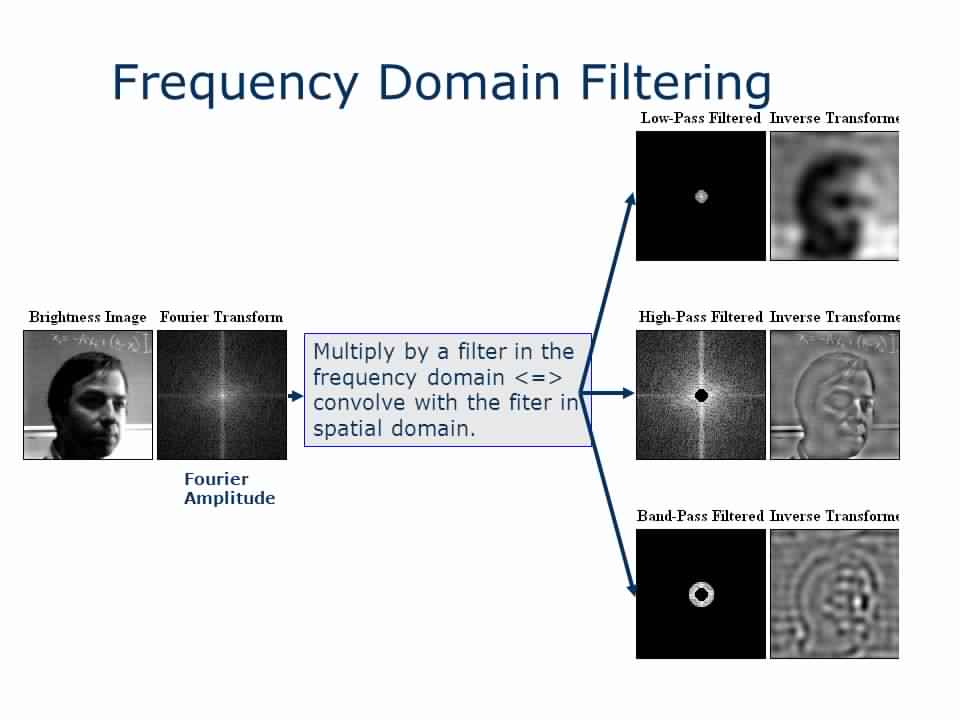 Frequency Domain Filtering
Low-Pass Filtered Inverse Transforme
Brightness Image Fourier Transform
High-Pass Filtered Inverse Transforme
Multiply by a filter in the
frequency domain <=>
convolve with the fiter in
spatial domain.
Fourier
Amplitude
Band-Pass Filtered Inverse Transforme